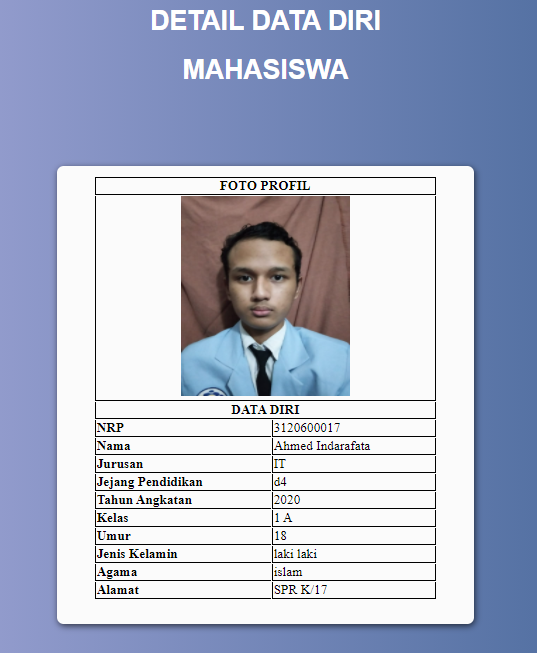 DETAIL DATA DIRI
MAHASISWA
FOTO PROFIL
DATA DIRI
NRP 3120600017
Nama Ahmed Indarafata
Jurusan IT
Jejang Pendidikan d4
Tahun Angkatan 2020
Kelas 1 A
Umur 18
Jenis Kelamin laki laki
Agama islam
Alamat SPR K/17